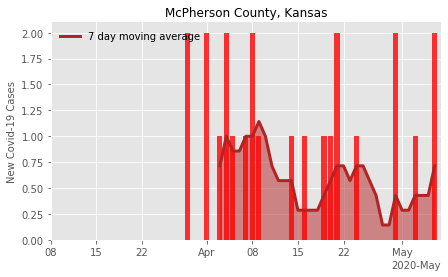 McPherson County, Kansas
7 day moving average
New Covid-19 Cases
2.00
1.75
1.50
1.25
1.00
0.75
0.50
0.25
0.00
08 15 22 Apr 08 15 22 May
2020-May